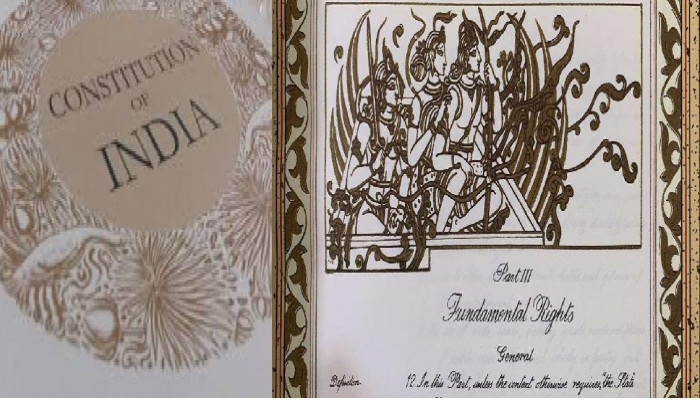 CONSTITUTION
OF
INDIA
Part III
Fundamental Rights
General
Definition. 12. In this Part, unless the context otherwise requires, "the State